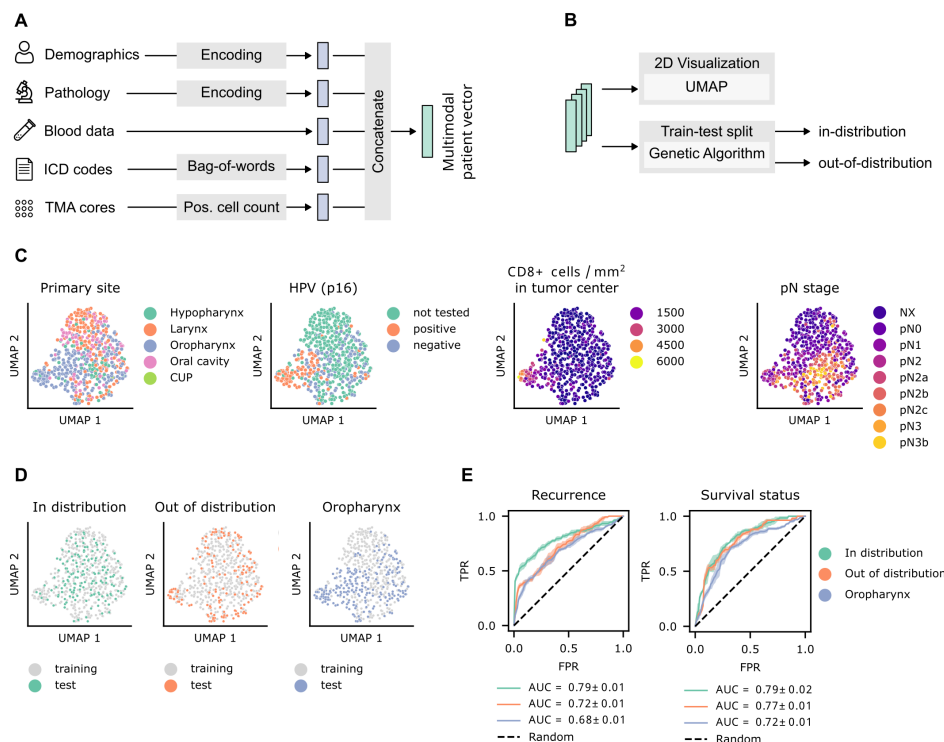 A
Demographics
Encoding
Pathology
Encoding
Blood data
ICD codes
Bag-of-words
TMA cores
Pos. cell count
Concatenate
Multimodal
patient vector
B
2D Visualization
UMAP
Train-test split
Genetic Algorithm
in-distribution
out-of-distribution
C
Primary site
UMAP 2
UMAP 1
Hypopharynx
Larynx
Oropharynx
Oral cavity
CUP
HPV (p16)
UMAP 2
UMAP 1
not tested
positive
negative
CD8+ cells / mm²
in tumor center
UMAP 2
UMAP 1
1500
3000
4500
6000
pN stage
UMAP 2
UMAP 1
NX
pN0
pN1
pN2
pN2a
pN2b
pN2c
pN3
pN3b
D
In distribution
UMAP 2
UMAP 1
training
test
Out of distribution
UMAP 2
UMAP 1
training
test
Oropharynx
UMAP 2
UMAP 1
training
test
E
Recurrence
TPR
1.0
0.5
0.0
0.0 0.5 1.0
FPR
AUC = 0.79± 0.01
AUC = 0.72± 0.01
AUC = 0.68± 0.01
Random
Survival status
TPR
1.0
0.5
0.0
0.0 0.5 1.0
FPR
AUC = 0.79± 0.02
AUC = 0.77± 0.01
AUC = 0.72± 0.01
Random
In distribution
Out of distribution
Oropharynx